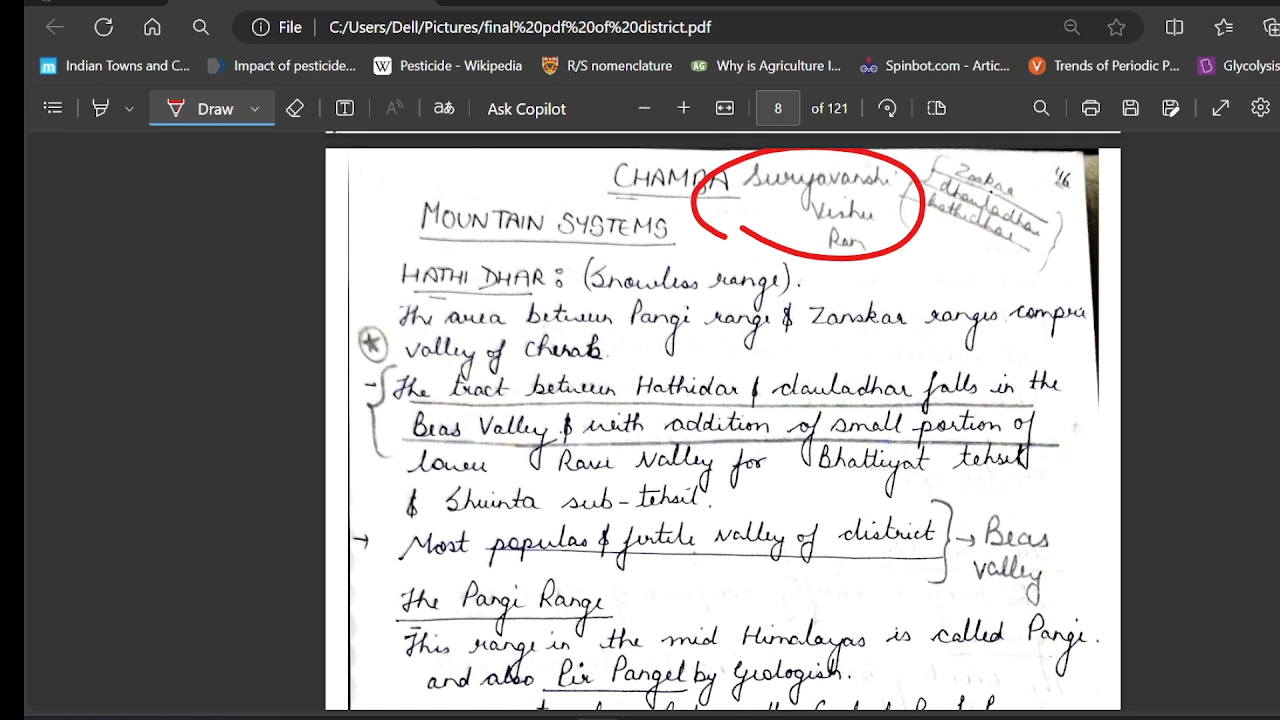 File C:/Users/Dell/Pictures/final%20pdf%20of%20district.pdf
Indian Towns and C... Impact of pesticide... Pesticide - Wikipedia R/S nomenclature Why is Agriculture I... Spinbot.com - Artic... Trends of Periodic P... Glycolysis
Draw Ask Copilot 8 of 121
CHAMBA Suryavanshi
Vishu
Ram
Zaskar
dhauladhar
hathidhar
'16
MOUNTAIN SYSTEMS
HATHI DHAR : (Snowless range).
The area between Pangi range & Zanskar ranges compri
valley of Chenab.
The tract between Hathidar & dauladhar falls in the
Beas Valley & with addition of small portion of
lower Ravi Valley for Bhattiyat tehsil
& Shuinta sub-tehsil.
→ Most populas & fertile valley of district } → Beas valley
The Pangi Range
This range in the mid Himalayas is called Pangi.
and also Pir Pangel by Geologish.